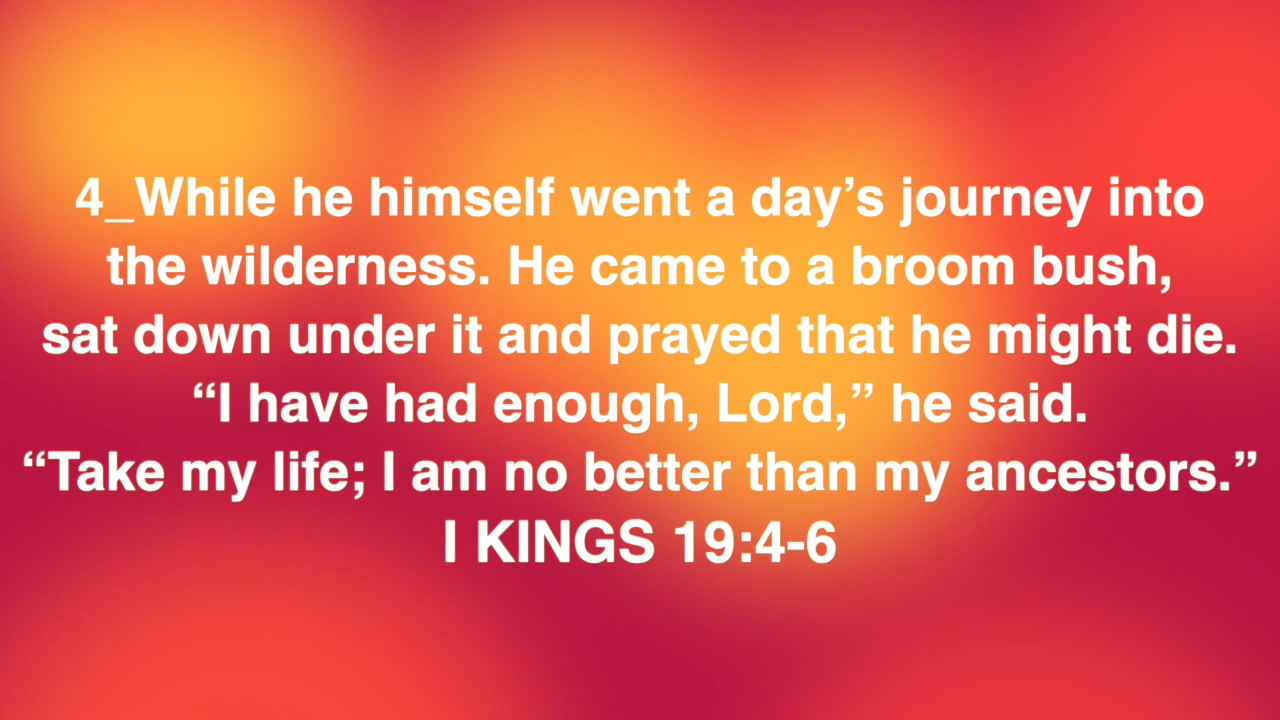 4_While he himself went a day’s journey into
the wilderness. He came to a broom bush,
sat down under it and prayed that he might die.
“I have had enough, Lord,” he said.
“Take my life; I am no better than my ancestors.”
I KINGS 19:4-6